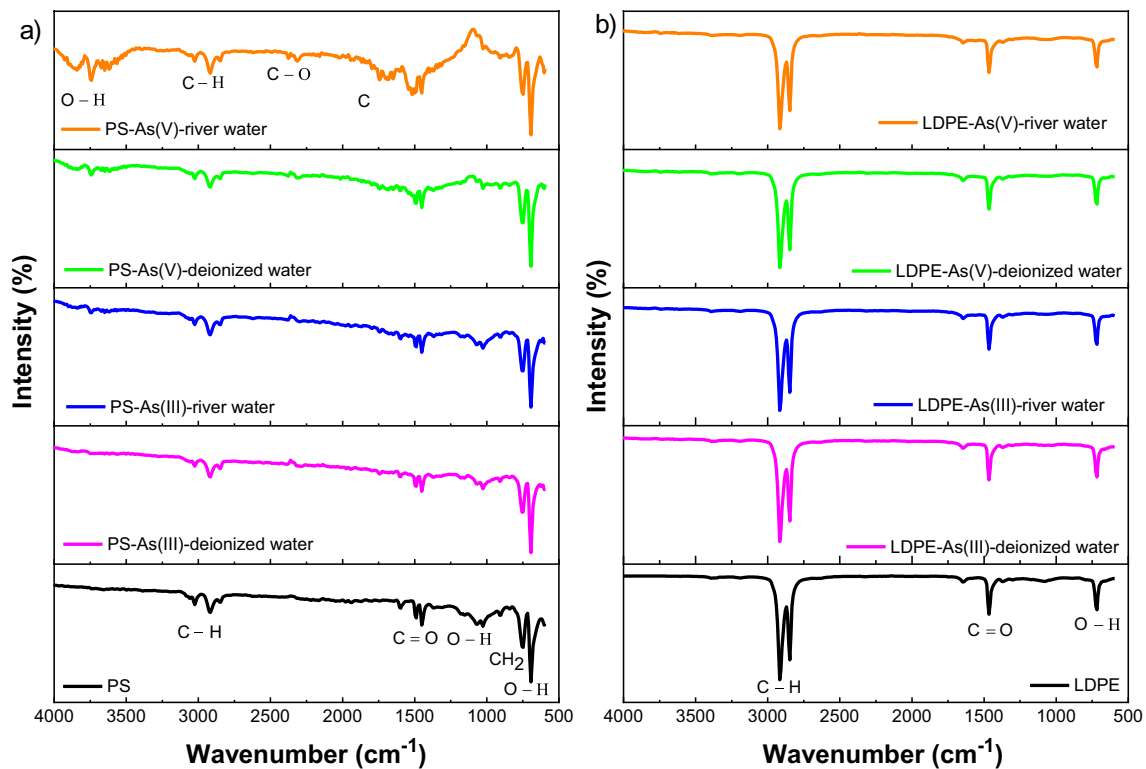 a)
O – H
C – H
C – O
C
PS-As(V)-river water
PS-As(V)-deionized water
PS-As(III)-river water
PS-As(III)-deionized water
C – H
C = O
O – H
CH2
O – H
PS
4000 3500 3000 2500 2000 1500 1000 500
Wavenumber (cm-1)
Intensity (%)
b)
LDPE-As(V)-river water
LDPE-As(V)-deionized water
LDPE-As(III)-river water
LDPE-As(III)-deionized water
C = O
O – H
C – H
LDPE
4000 3500 3000 2500 2000 1500 1000 500
Wavenumber (cm-1)
Intensity (%)